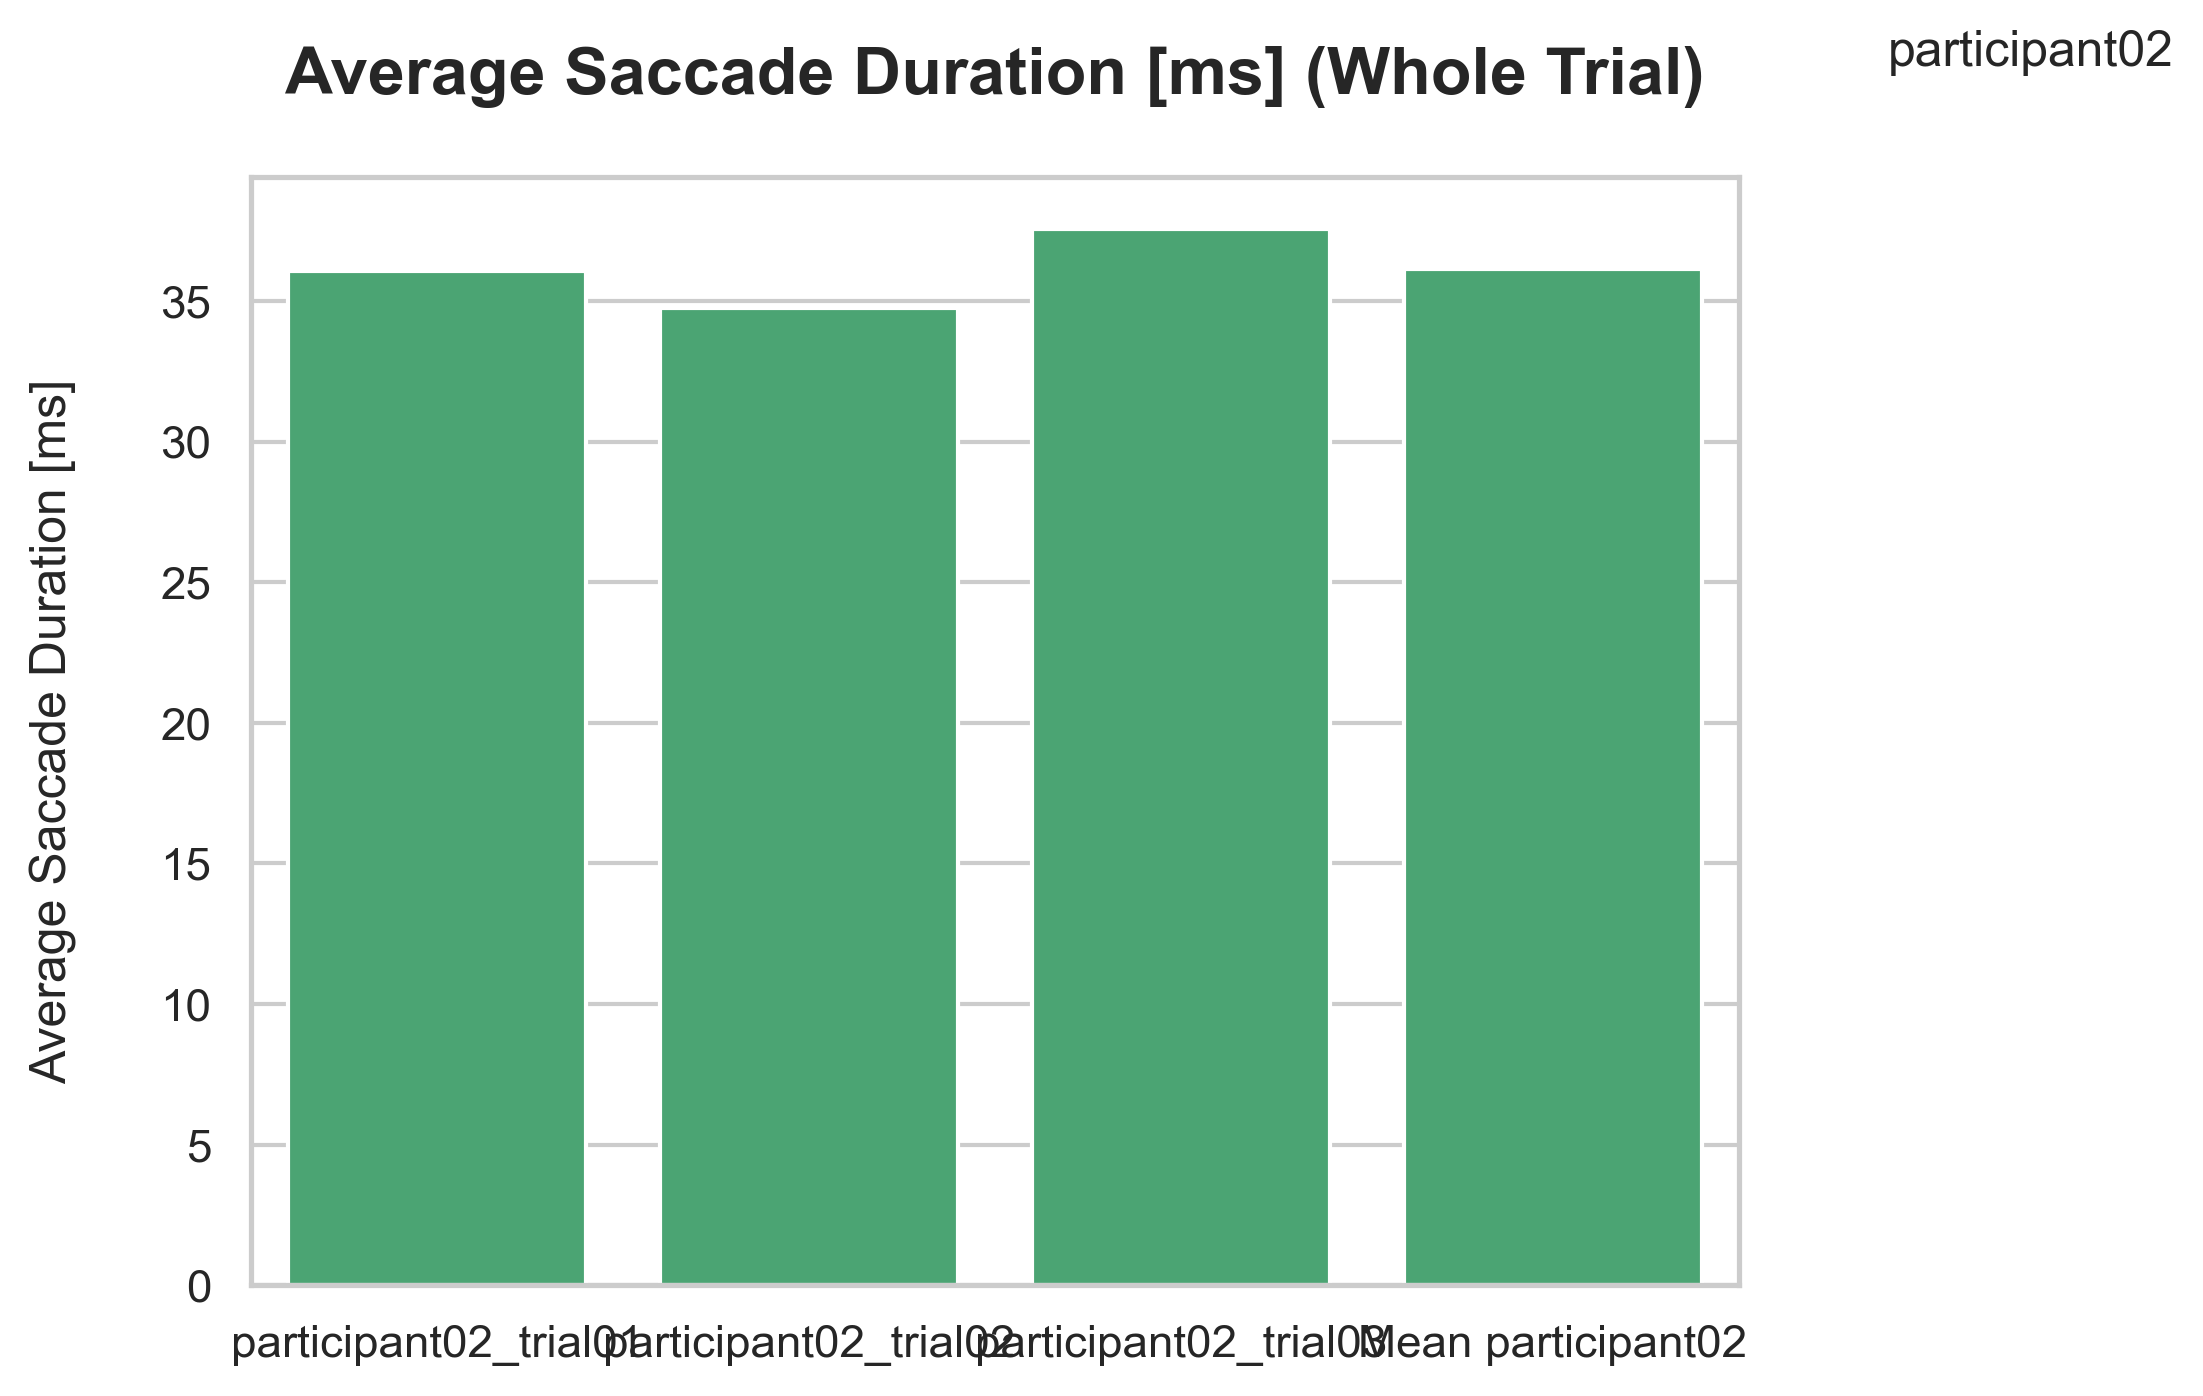 Average Saccade Duration [ms] (Whole Trial)
participant02
Average Saccade Duration [ms]
35
30
25
20
15
10
5
0
participant02_trial01
participant02_trial02
participant02_trial03
Mean participant02